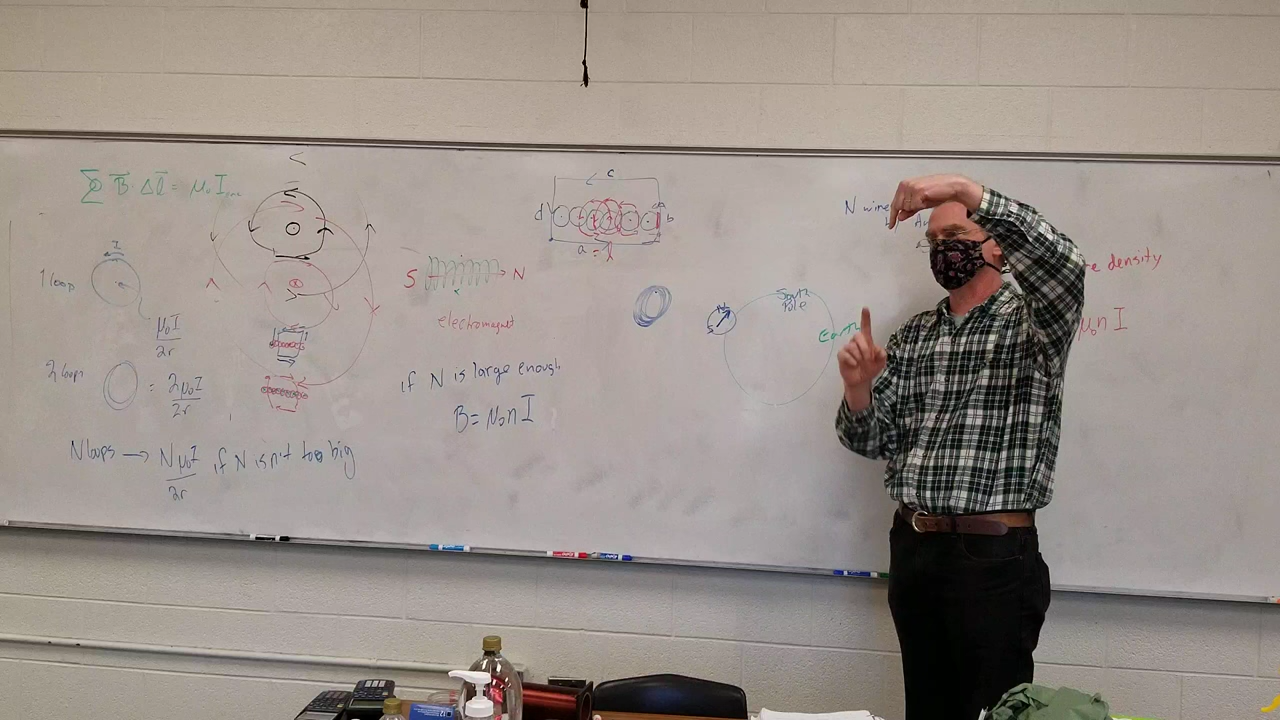 ∑ B⃗ · Δl⃗ = μ₀ I
1 loop
I
μ₀I
2r
2 loops
= 2μ₀I
2r
N loops → Nμ₀I if N isn't too big
2r
S N
electromagnet
if N is large enough
B = μ₀nI
c
d b
a =
N S
South
Pole
Earth
N wire
e density
μ₀nI